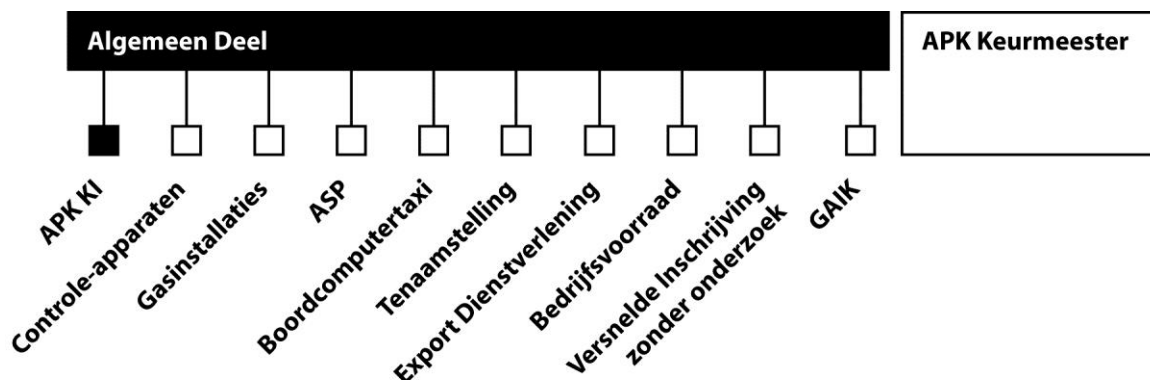 Algemeen Deel
APK Keurmeester
APK KI
Controle-apparaten
Gasinstallaties
ASP
Boordcomputertaxi
Tenaamstelling
Export Dienstverlening
Bedrijfsvoorraad
Versnelde Inschrijving
zonder onderzoek
GAIK